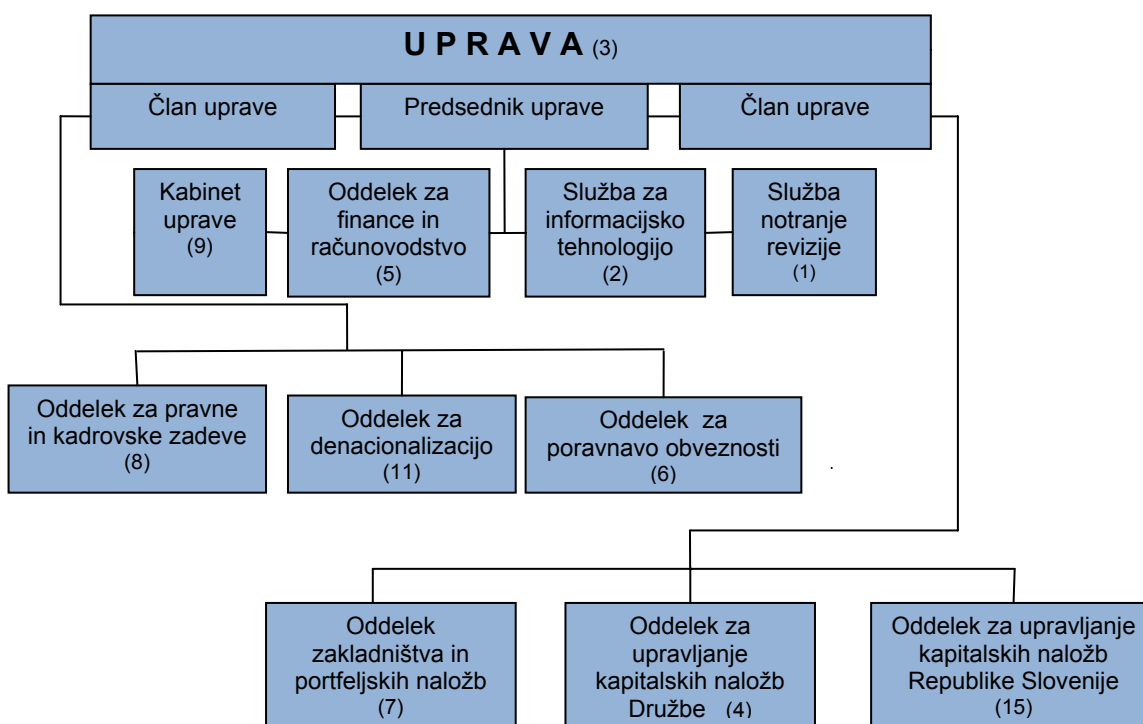 U P R A V A (3)
Član uprave
Predsednik uprave
Član uprave
Kabinet
uprave
(9)
Oddelek za
finance in
računovodstvo
(5)
Služba za
informacijsko
tehnologijo
(2)
Služba
notranje
revizije
(1)
Oddelek za pravne
in kadrovske zadeve
(8)
Oddelek za
denacionalizacijo
(11)
Oddelek za
poravnavo obveznosti
(6)
.
Oddelek
zakladništva in
portfeljskih naložb
(7)
Oddelek za
upravljanje
kapitalskih naložb
Družbe (4)
Oddelek za upravljanje
kapitalskih naložb
Republike Slovenije
(15)